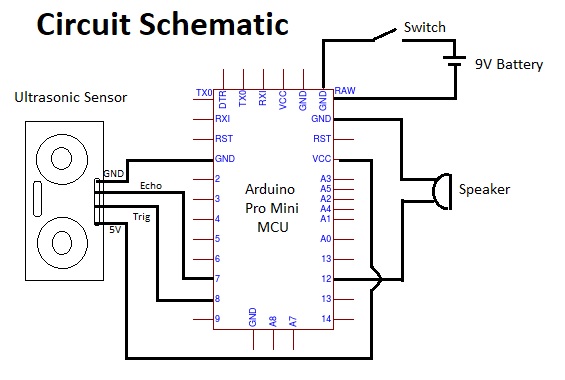 Circuit Schematic
Switch
9V Battery
Ultrasonic Sensor
TX0
DTR
TX0
RXI
VCC
GND
GND
RAW
RXI
GND
RST
RST
GND
VCC
GND
2
A3
Echo
A5
3
A2
Trig
A4
4
A1
5V
5
A0
6
13
7
12
8
13
9
14
GND
A8
A7
Arduino
Pro Mini
MCU
Speaker